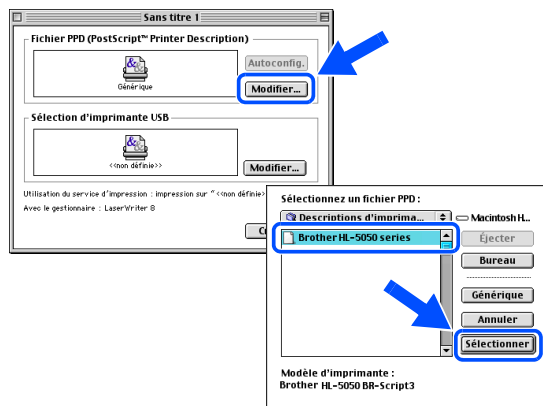 Sans titre 1
Fichier PPD (PostScript™ Printer Description)
Générique
Autoconfig.
Modifier...
Sélection d'imprimante USB
<<non définie>>
Modifier...
Utilisation du service d'impression : impression sur " <<non définie>
Avec le gestionnaire : LaserWriter 8
Sélectionnez un fichier PPD :
Descriptions d'imprima...
Macintosh H...
Brother HL-5050 series
Éjecter
Bureau
Générique
Annuler
Sélectionner
Modèle d'imprimante :
Brother HL-5050 BR-Script3